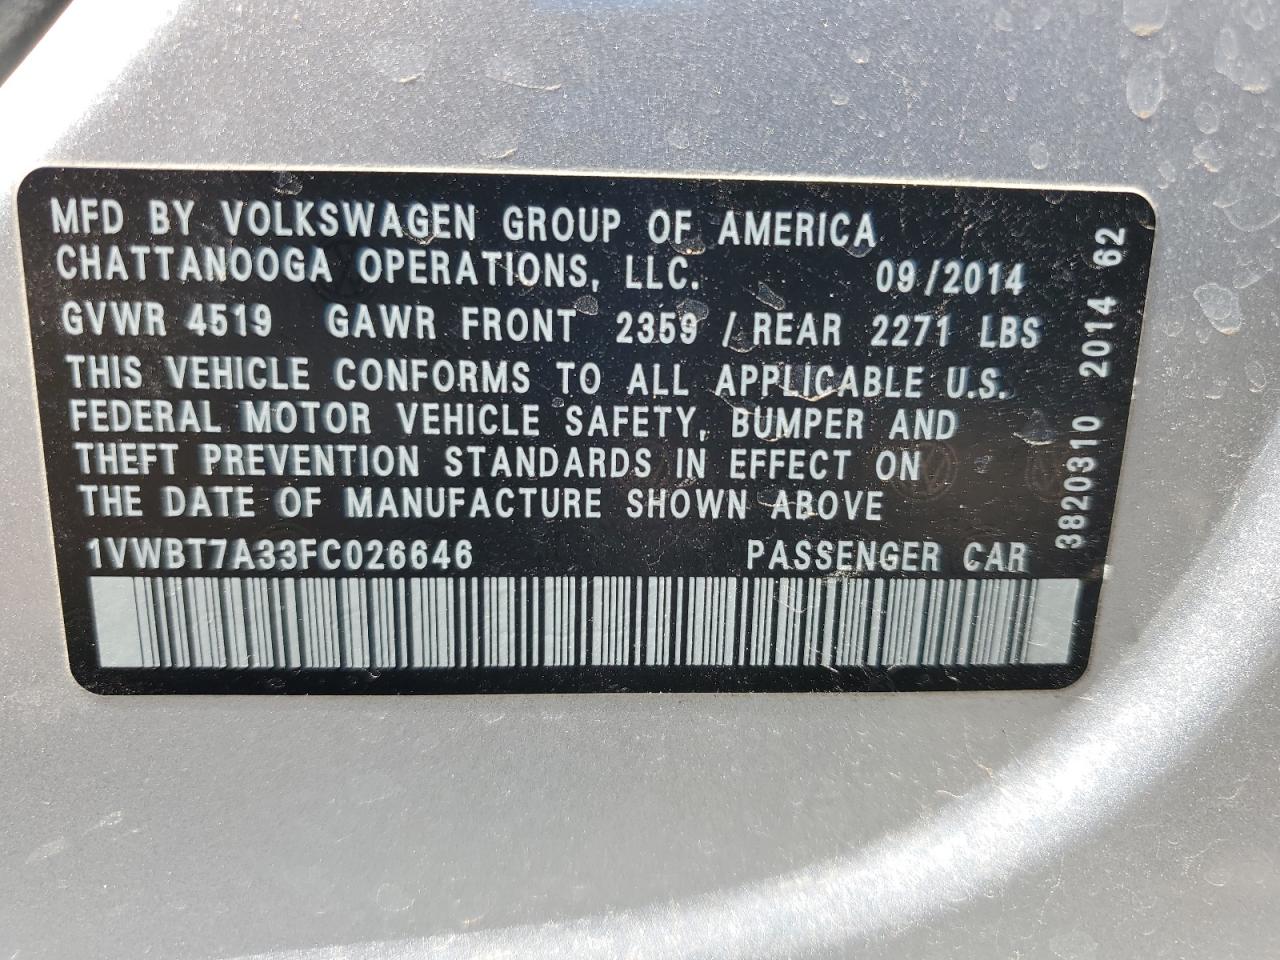 MFD BY VOLKSWAGEN GROUP OF AMERICA
CHATTANOOGA OPERATIONS, LLC. 09/2014
GVWR 4519 GAWR FRONT 2359 / REAR 2271 LBS
THIS VEHICLE CONFORMS TO ALL APPLICABLE U.S.
FEDERAL MOTOR VEHICLE SAFETY, BUMPER AND
THEFT PREVENTION STANDARDS IN EFFECT ON
THE DATE OF MANUFACTURE SHOWN ABOVE
1VWBT7A33FC026646 PASSENGER CAR
3820310 2014 62